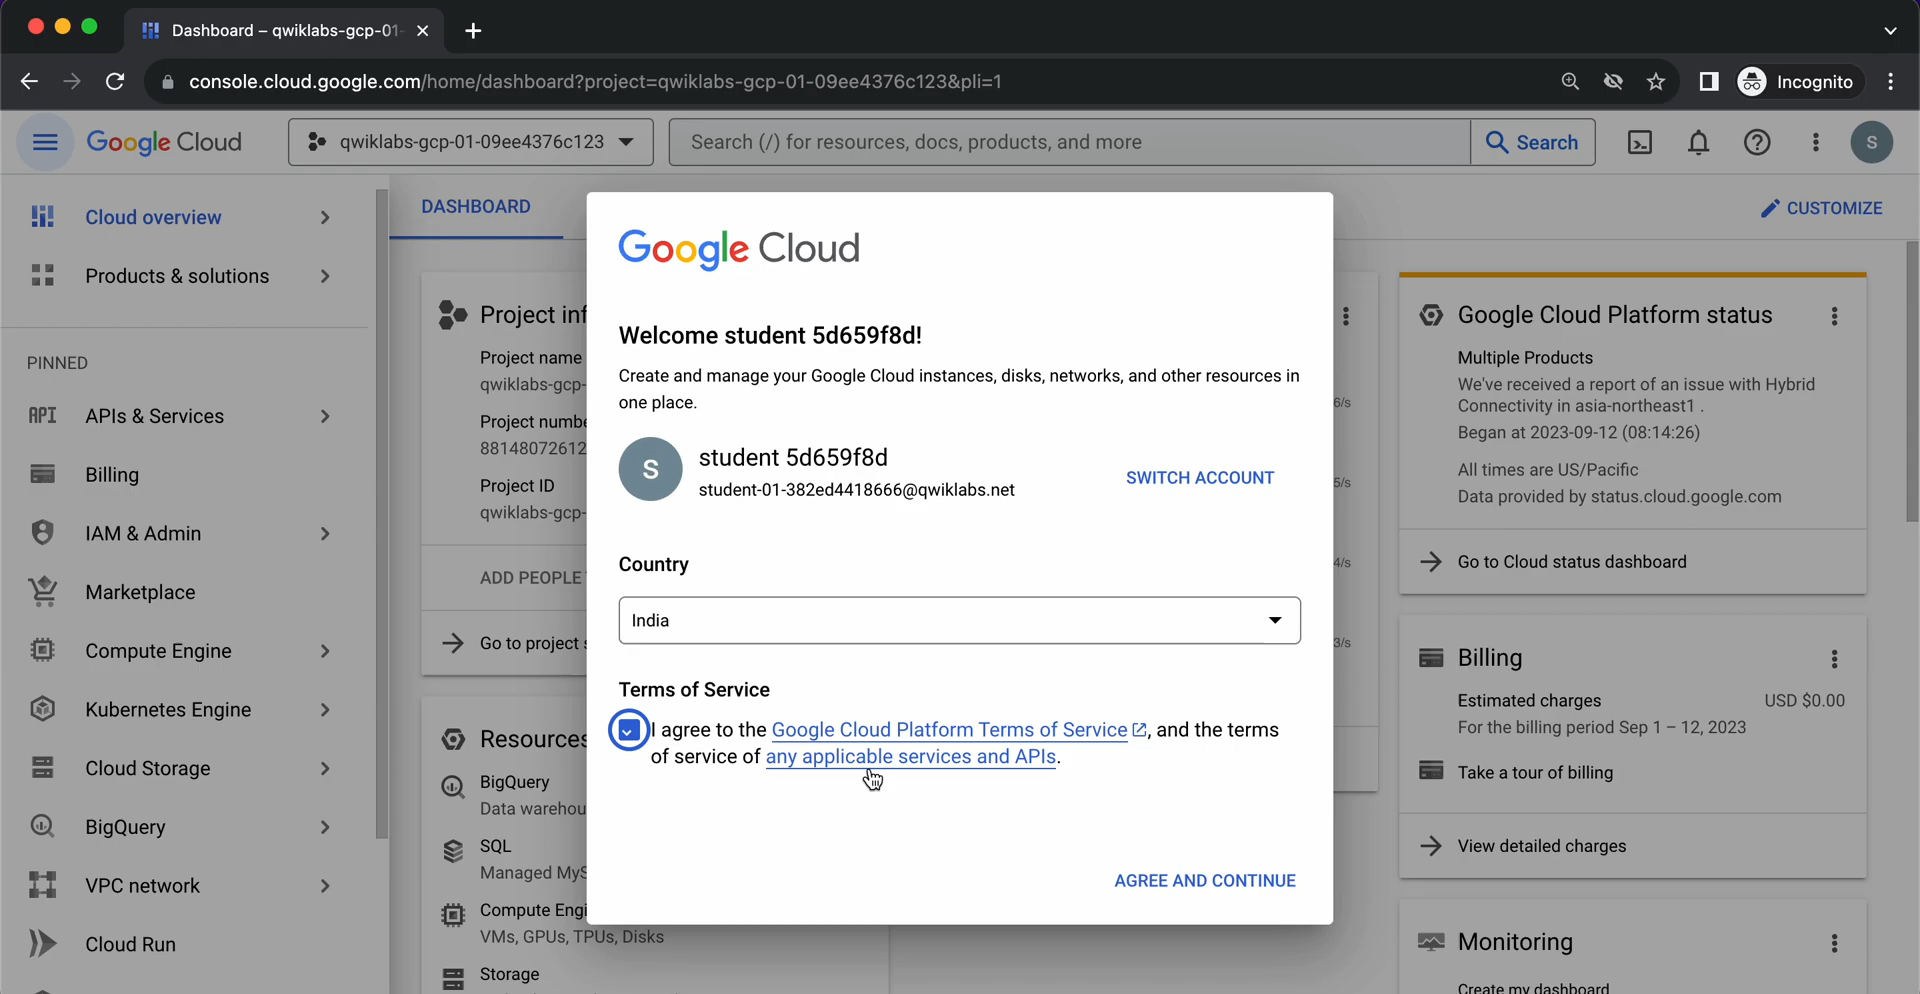 Dashboard – qwiklabs-gcp-01-
console.cloud.google.com/home/dashboard?project=qwiklabs-gcp-01-09ee4376c123&pli=1
Incognito
Google Cloud
qwiklabs-gcp-01-09ee4376c123
Search (/) for resources, docs, products, and more
Search
S
Cloud overview
Products & solutions
PINNED
API APIs & Services
Billing
IAM & Admin
Marketplace
Compute Engine
Kubernetes Engine
Cloud Storage
BigQuery
VPC network
Cloud Run
DASHBOARD
CUSTOMIZE
Project inf
Project name
qwiklabs-gcp-
Project numbe
88148072612
Project ID
qwiklabs-gcp-
ADD PEOPLE
Go to project s
Resources
BigQuery
Data warehou
SQL
Managed MyS
Compute Engi
VMs, GPUs, TPUs, Disks
Storage
Google Cloud
Welcome student 5d659f8d!
Create and manage your Google Cloud instances, disks, networks, and other resources in
one place.
S
student 5d659f8d
student-01-382ed4418666@qwiklabs.net
SWITCH ACCOUNT
Country
India
Terms of Service
I agree to the Google Cloud Platform Terms of Service, and the terms
of service of any applicable services and APIs.
AGREE AND CONTINUE
6/s
5/s
4/s
3/s
Google Cloud Platform status
Multiple Products
We've received a report of an issue with Hybrid
Connectivity in asia-northeast1 .
Began at 2023-09-12 (08:14:26)
All times are US/Pacific
Data provided by status.cloud.google.com
Go to Cloud status dashboard
Billing
Estimated charges USD $0.00
For the billing period Sep 1 – 12, 2023
Take a tour of billing
View detailed charges
Monitoring
Create my dashboard